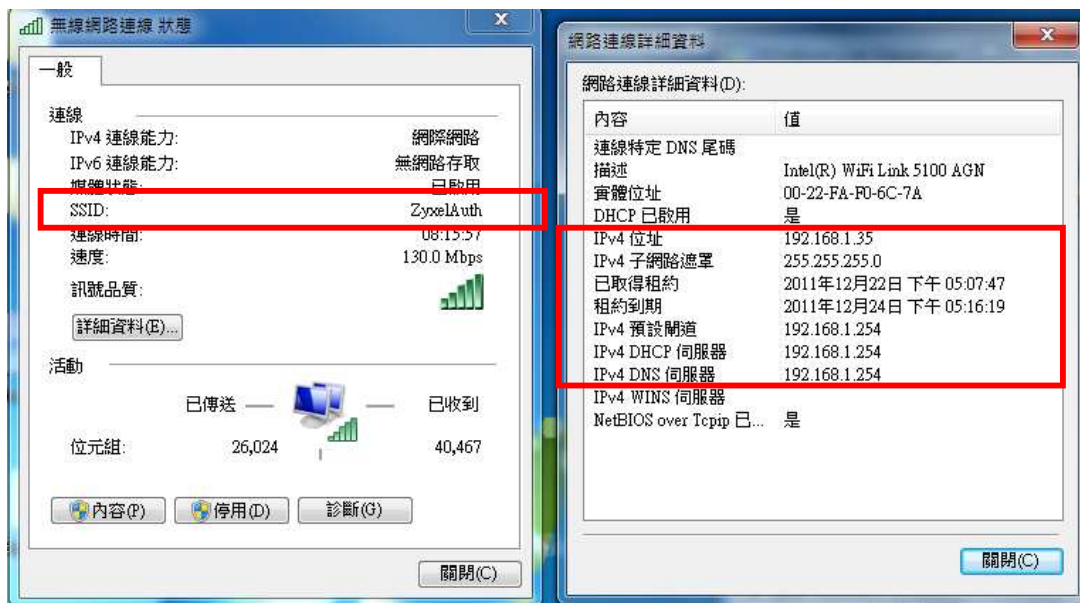 無線網路連線 狀態
一般
連線
IPv4 連線能力: 網際網路
IPv6 連線能力: 無網路存取
媒體狀態: 已啟用
SSID: ZyxelAuth
連線時間: 08:15:57
速度: 130.0 Mbps
訊號品質:
詳細資料(E)...
活動
已傳送 — — 已收到
位元組: 26,024 40,467
內容(P) 停用(D) 診斷(G)
關閉(C)
網路連線詳細資料
網路連線詳細資料(D):
內容 值
連線特定 DNS 尾碼
描述 Intel(R) WiFi Link 5100 AGN
實體位址 00-22-FA-F0-6C-7A
DHCP 已啟用 是
IPv4 位址 192.168.1.35
IPv4 子網路遮罩 255.255.255.0
已取得租約 2011年12月22日 下午 05:07:47
租約到期 2011年12月24日 下午 05:16:19
IPv4 預設閘道 192.168.1.254
IPv4 DHCP 伺服器 192.168.1.254
IPv4 DNS 伺服器 192.168.1.254
IPv4 WINS 伺服器
NetBIOS over Tcpip 已... 是
關閉(C)